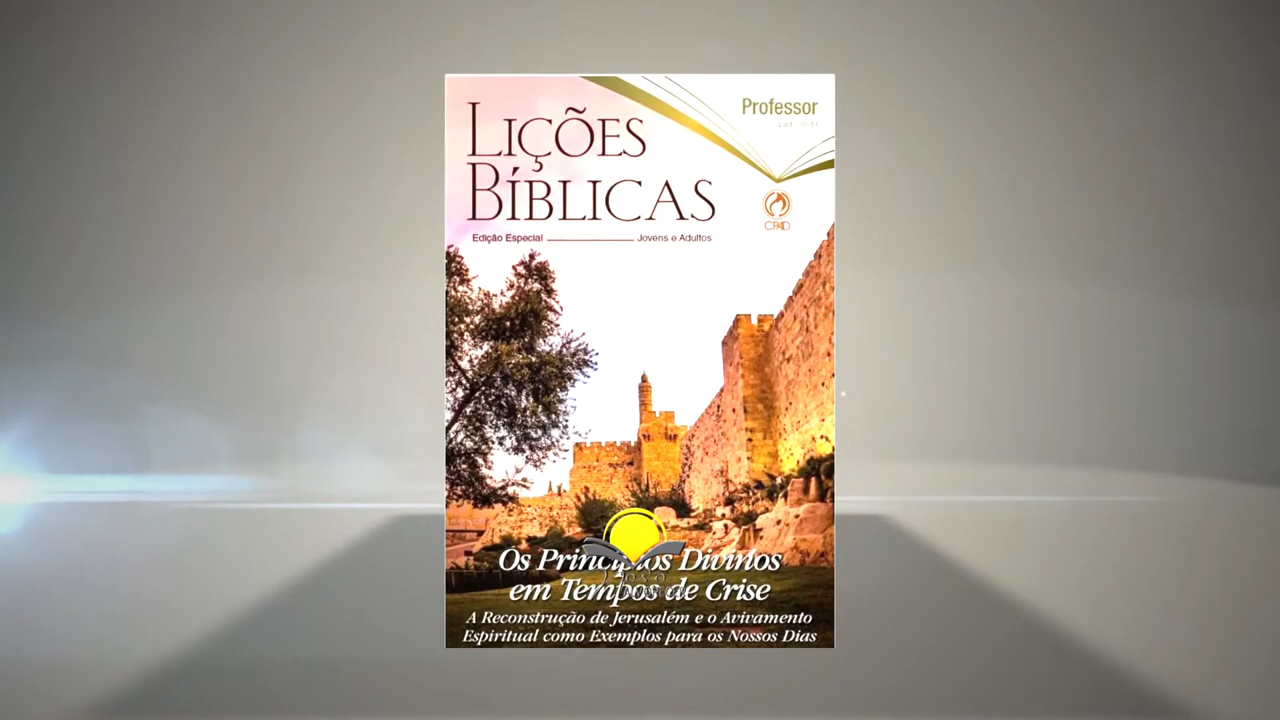 Professor
LIÇÕES
BÍBLICAS
CPAD
Edição Especial
Jovens e Adultos
Os Princípios Divinos
em Tempos de Crise
A Reconstrução de Jerusalém e o Avivamento
Espiritual como Exemplos para os Nossos Dias